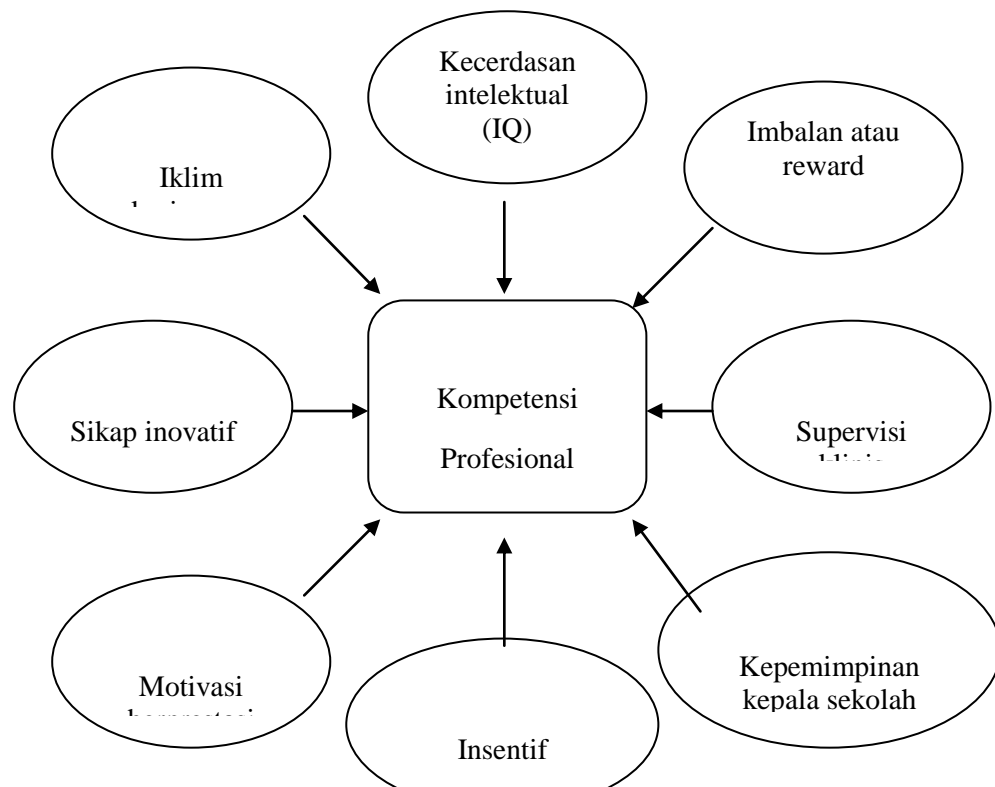 Kecerdasan
intelektual
(IQ)
Imbalan atau
reward
Iklim
Sikap inovatif
Kompetensi
Profesional
Supervisi
Motivasi
Insentif
Kepemimpinan
kepala sekolah